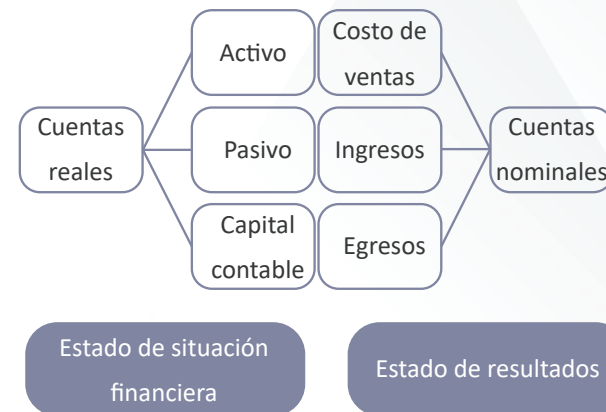 Cuentas
reales
Activo
Pasivo
Capital
contable
Costo de
ventas
Ingresos
Egresos
Cuentas
nominales
Estado de situación
financiera
Estado de resultados